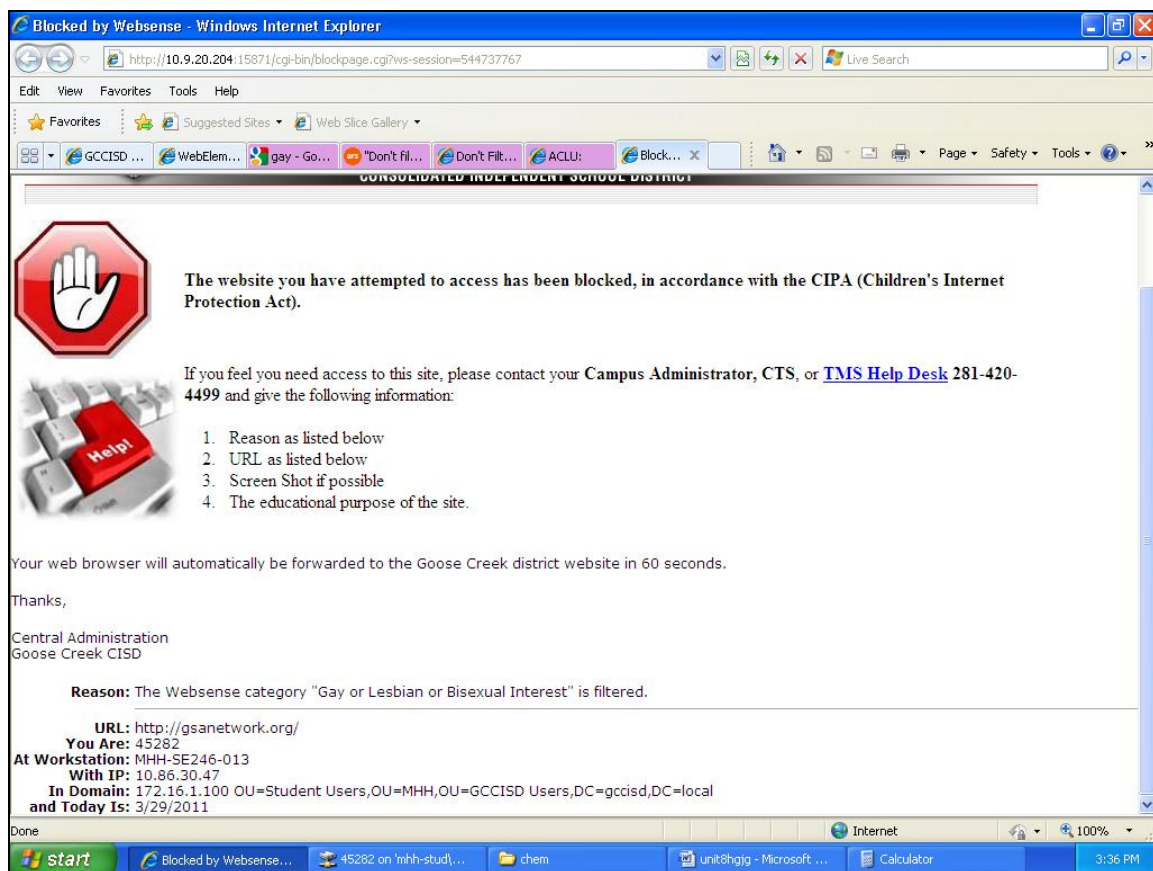 Blocked by Websense - Windows Internet Explorer
http://10.9.20.204:15871/cgi-bin/blockpage.cgi?ws-session=544737767
Live Search
Edit View Favorites Tools Help
Favorites Suggested Sites Web Slice Gallery
GCCISD ... WebElem... gay - Go... "Don't fil... Don't Filt... ACLU: Block... X Page Safety Tools
CONSOLIDATED INDEPENDENT SCHOOL DISTRICT
The website you have attempted to access has been blocked, in accordance with the CIPA (Children's Internet
Protection Act).
If you feel you need access to this site, please contact your Campus Administrator, CTS, or TMS Help Desk 281-420-
4499 and give the following information:
Help!
1. Reason as listed below
2. URL as listed below
3. Screen Shot if possible
4. The educational purpose of the site.
Your web browser will automatically be forwarded to the Goose Creek district website in 60 seconds.
Thanks,
Central Administration
Goose Creek CISD
Reason: The Websense category "Gay or Lesbian or Bisexual Interest" is filtered.
URL: http://gsanetwork.org/
You Are: 45282
At Workstation: MHH-SE246-013
With IP: 10.86.30.47
In Domain: 172.16.1.100 OU=Student Users,OU=MHH,OU=GCCISD Users,DC=gccisd,DC=local
and Today Is: 3/29/2011
Done Internet 100%
start Blocked by Websense... 45282 on 'mhh-stud\... chem unit8hgjg - Microsoft ... Calculator 3:36 PM